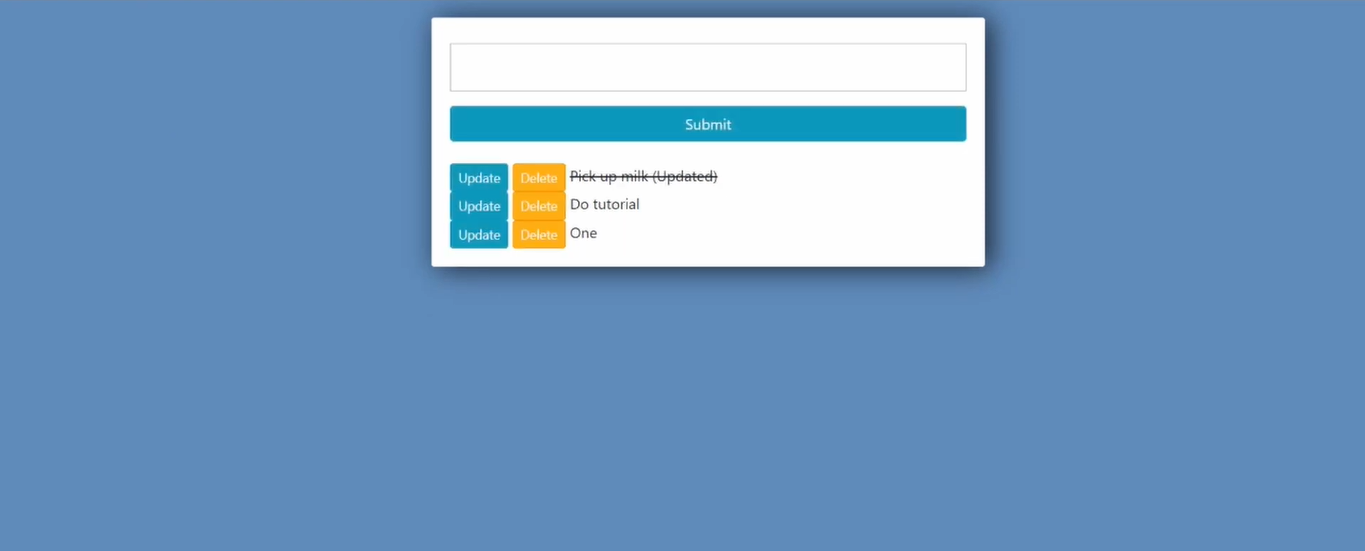 Submit
Update Delete Pick up milk (Updated)
Update Delete Do tutorial
Update Delete One